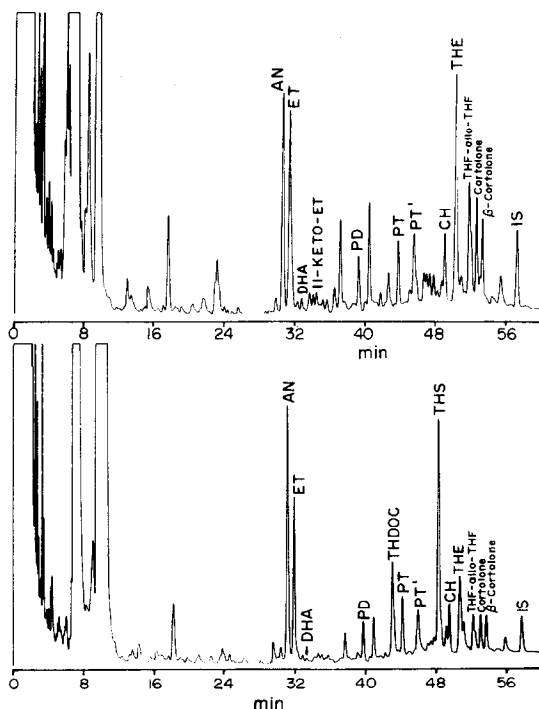 AN
ET
DHA
11-KETO-ET
PD
PT
PT'
CH
THE
THF-allo-THF
Cortolone
β-Cortolone
IS
0 8 16 24 32 40 48 56
min
AN
ET
DHA
PD
THDOC
PT
PT'
THS
CH
THE
THF-allo-THF
Cortolone
β-Cortolone
IS
0 8 16 24 32 40 48 56
min